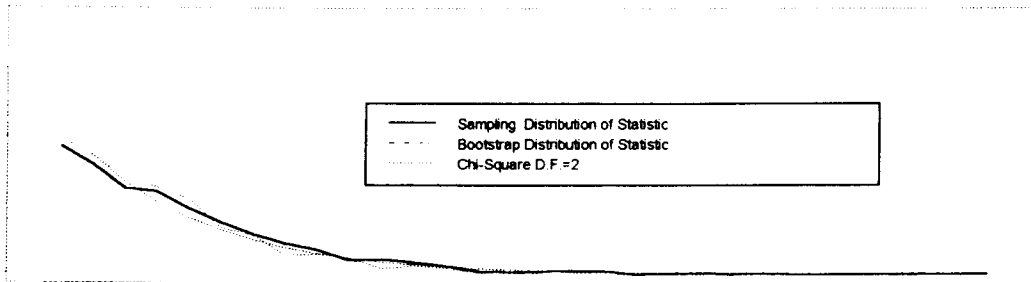 Sampling Distribution of Statistic
Bootstrap Distribution of Statistic
Chi-Square D.F.=2